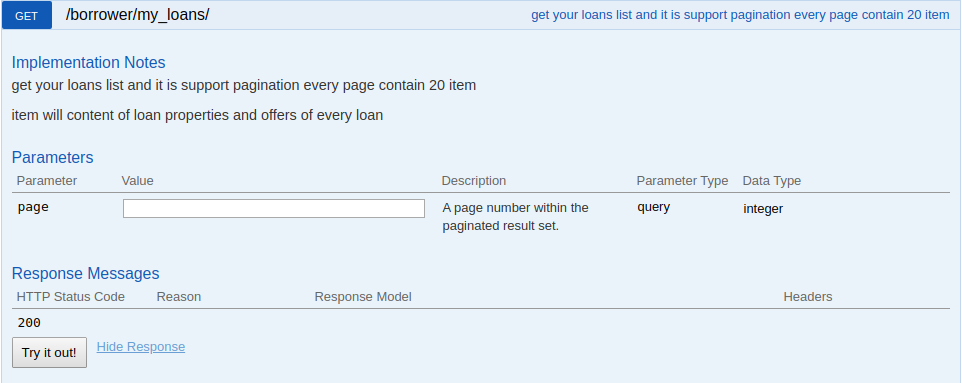 GET /borrower/my_loans/ get your loans list and it is support pagination every page contain 20 item
Implementation Notes
get your loans list and it is support pagination every page contain 20 item
item will content of loan properties and offers of every loan
Parameters
Parameter Value Description Parameter Type Data Type
page A page number within the query integer
paginated result set.
Response Messages
HTTP Status Code Reason Response Model Headers
200
Try it out! Hide Response